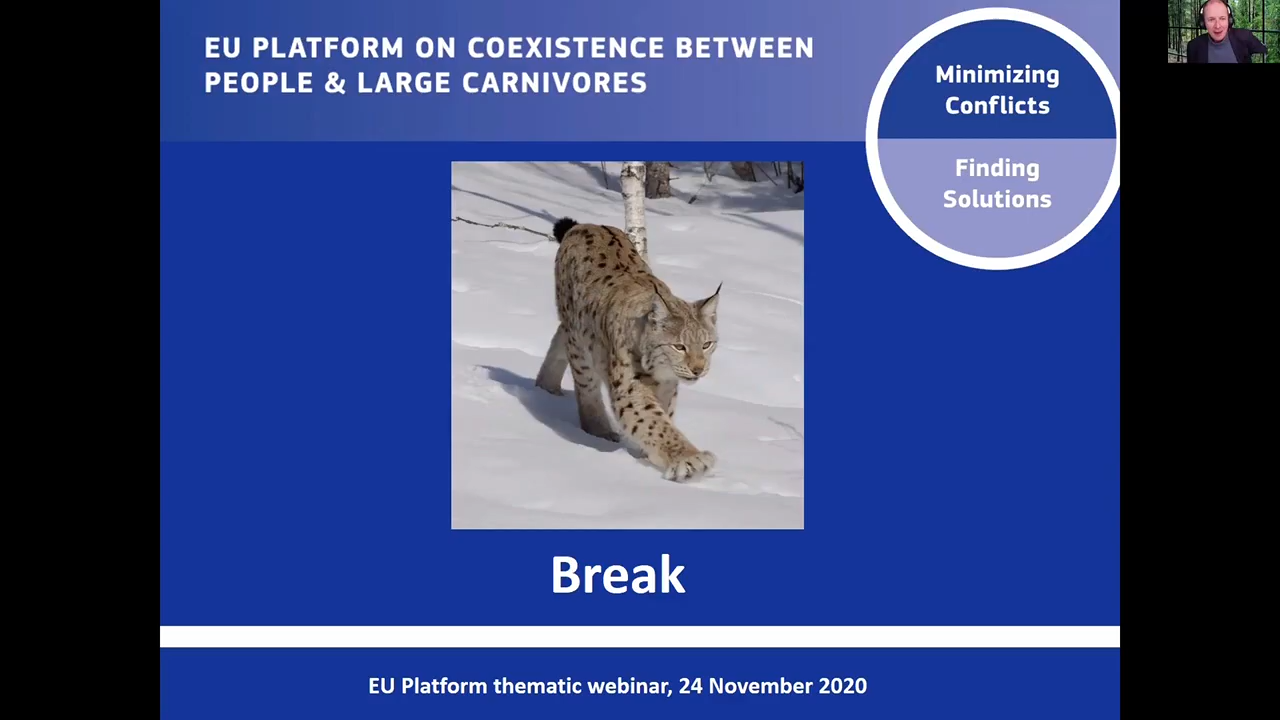 EU PLATFORM ON COEXISTENCE BETWEEN
PEOPLE & LARGE CARNIVORES
Minimizing
Conflicts
Finding
Solutions
Break
EU Platform thematic webinar, 24 November 2020